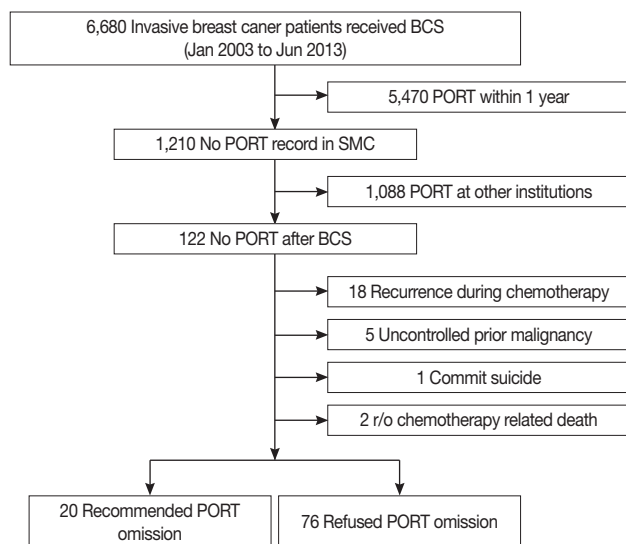 6,680 Invasive breast caner patients received BCS
(Jan 2003 to Jun 2013)
5,470 PORT within 1 year
1,210 No PORT record in SMC
1,088 PORT at other institutions
122 No PORT after BCS
18 Recurrence during chemotherapy
5 Uncontrolled prior malignancy
1 Commit suicide
2 r/o chemotherapy related death
20 Recommended PORT
omission
76 Refused PORT omission